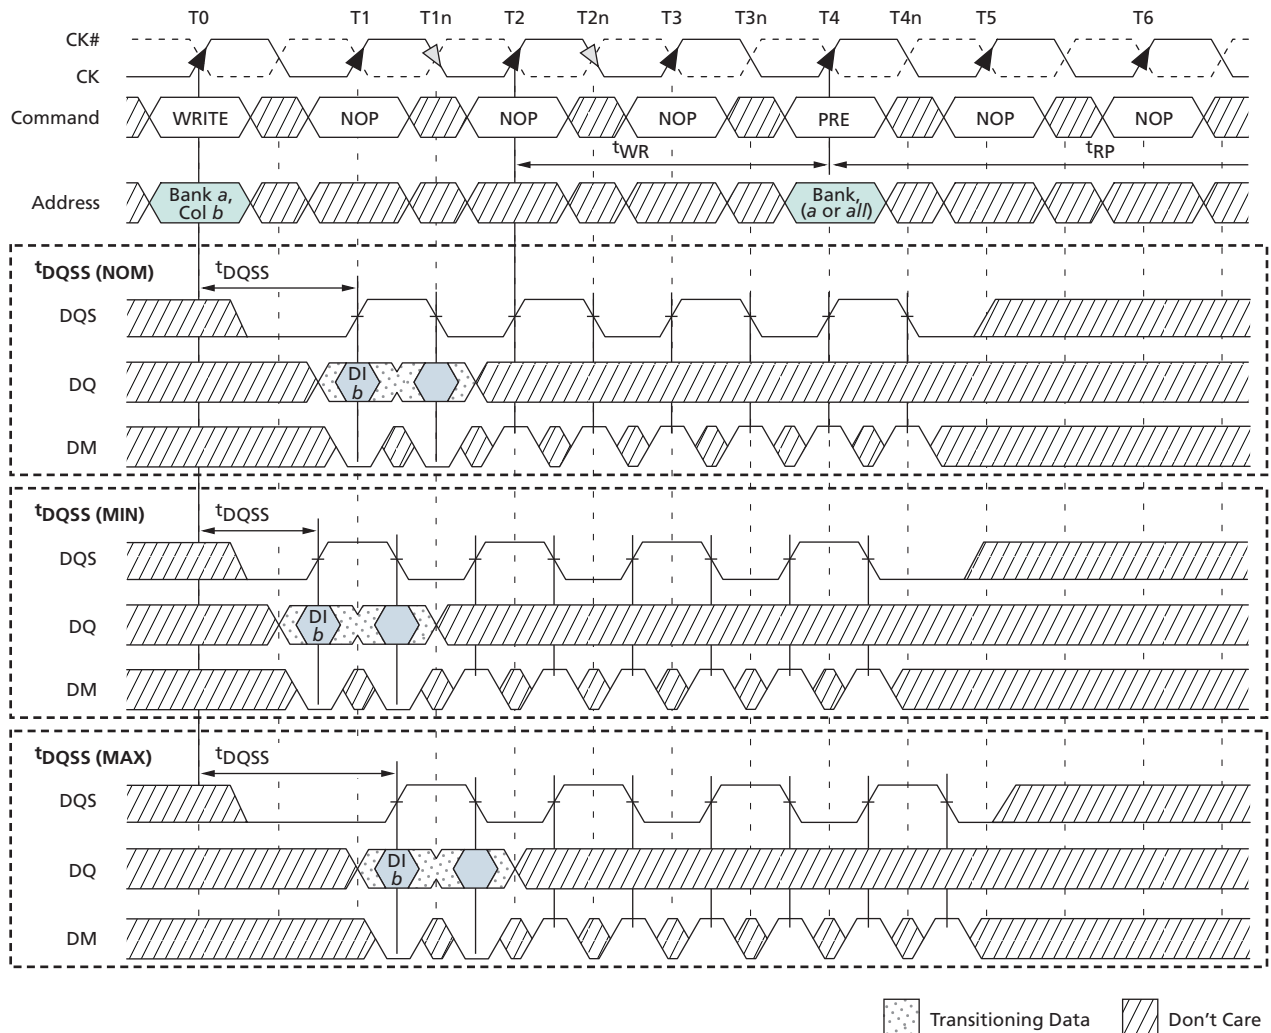 T0 T1 T1n T2 T2n T3 T3n T4 T4n T5 T6
CK#
CK
Command WRITE NOP NOP NOP PRE NOP NOP
tWR tRP
Address Bank a, Col b Bank, (a or all)
tDQSS (NOM) tDQSS
DQS
DQ DI b
DM
tDQSS (MIN) tDQSS
DQS
DQ DI b
DM
tDQSS (MAX) tDQSS
DQS
DQ DI b
DM
Transitioning Data Don't Care